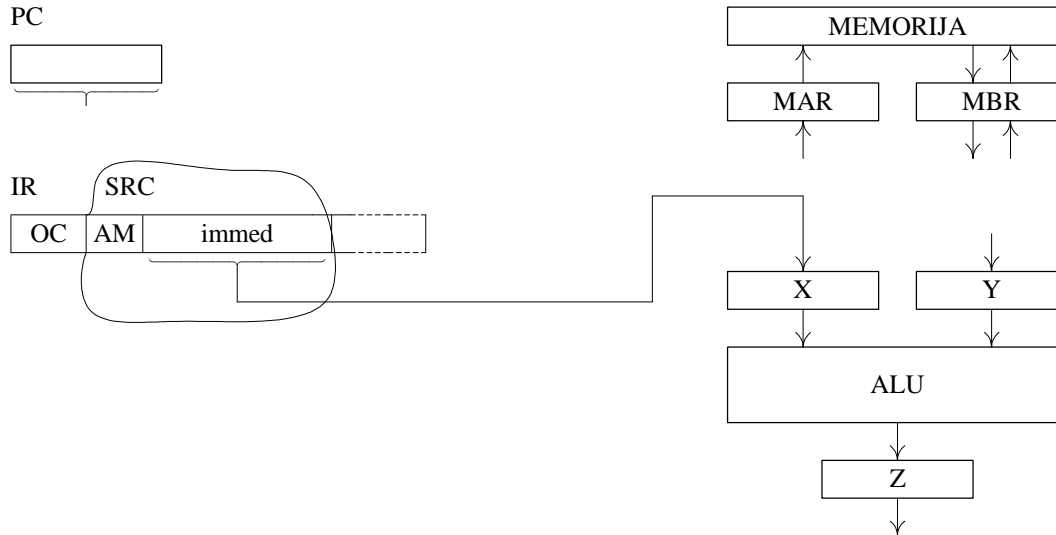 PC
MEMORIJA
MAR MBR
IR SRC
OC AM immed
X Y
ALU
Z